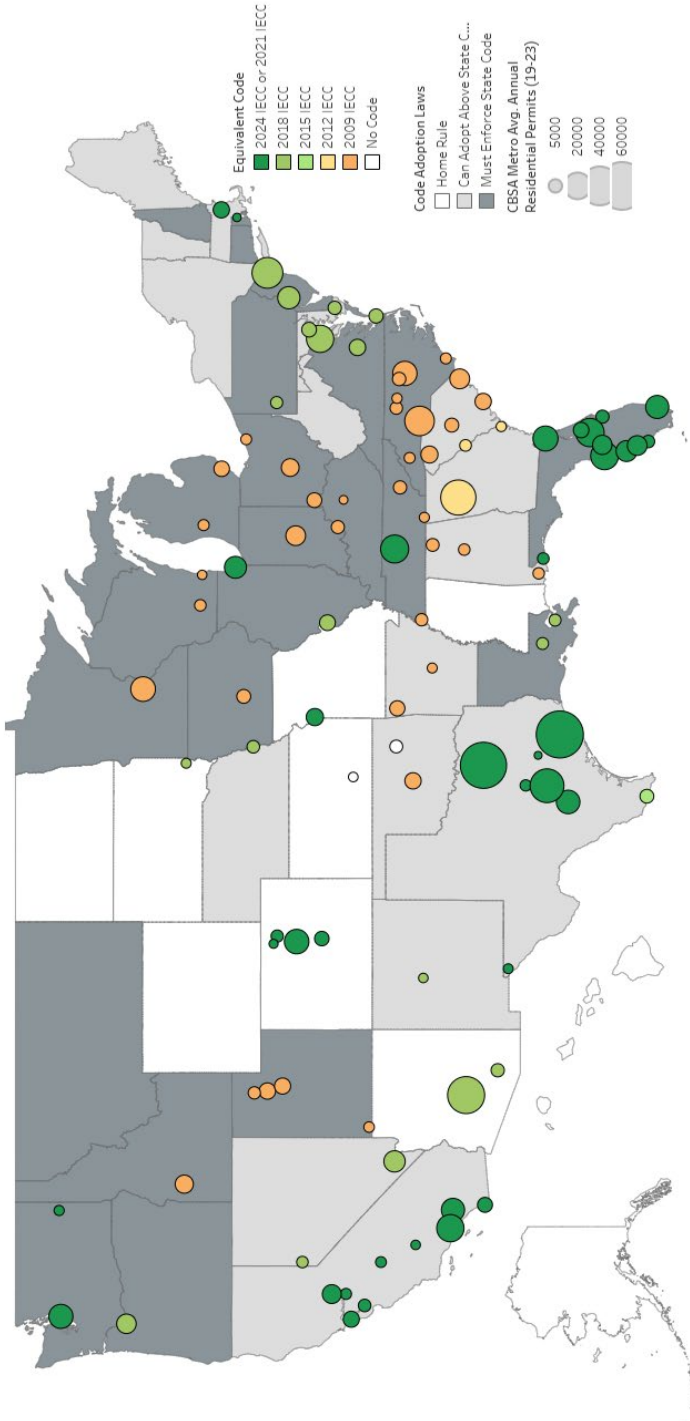 Equivalent Code
2024 IECC or 2021 IECC
2018 IECC
2015 IECC
2012 IECC
2009 IECC
No Code
Code Adoption Laws
Home Rule
Can Adopt Above State C...
Must Enforce State Code
CBSA Metro Avg. Annual
Residential Permits (19-23)
5000
20000
40000
60000